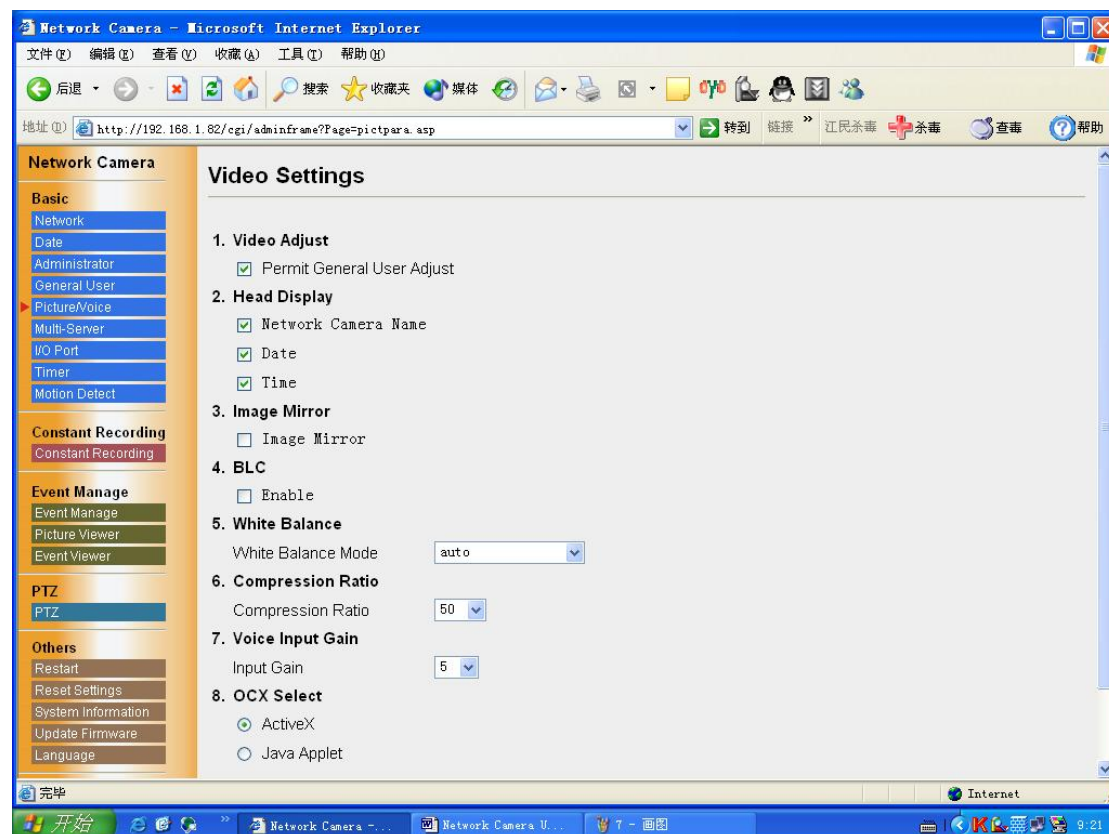 Network Camera - Microsoft Internet Explorer
文件(F) 编辑(E) 查看(V) 收藏(A) 工具(T) 帮助(H)
后退 搜索 收藏夹 媒体
地址(D) http://192.168.1.82/cgi/adminframe?Page=pictpara.asp 转到 链接 » 江民杀毒 杀毒 查毒 帮助
Network Camera
Basic
Network
Date
Administrator
General User
Picture/Voice
Multi-Server
I/O Port
Timer
Motion Detect
Constant Recording
Constant Recording
Event Manage
Event Manage
Picture Viewer
Event Viewer
PTZ
PTZ
Others
Restart
Reset Settings
System Information
Update Firmware
Language
Video Settings
1. Video Adjust
Permit General User Adjust
2. Head Display
Network Camera Name
Date
Time
3. Image Mirror
Image Mirror
4. BLC
Enable
5. White Balance
White Balance Mode auto
6. Compression Ratio
Compression Ratio 50
7. Voice Input Gain
Input Gain 5
8. OCX Select
ActiveX
Java Applet
完毕 Internet
开始 » Network Camera -... Network Camera U... 7 - 画图 9:21